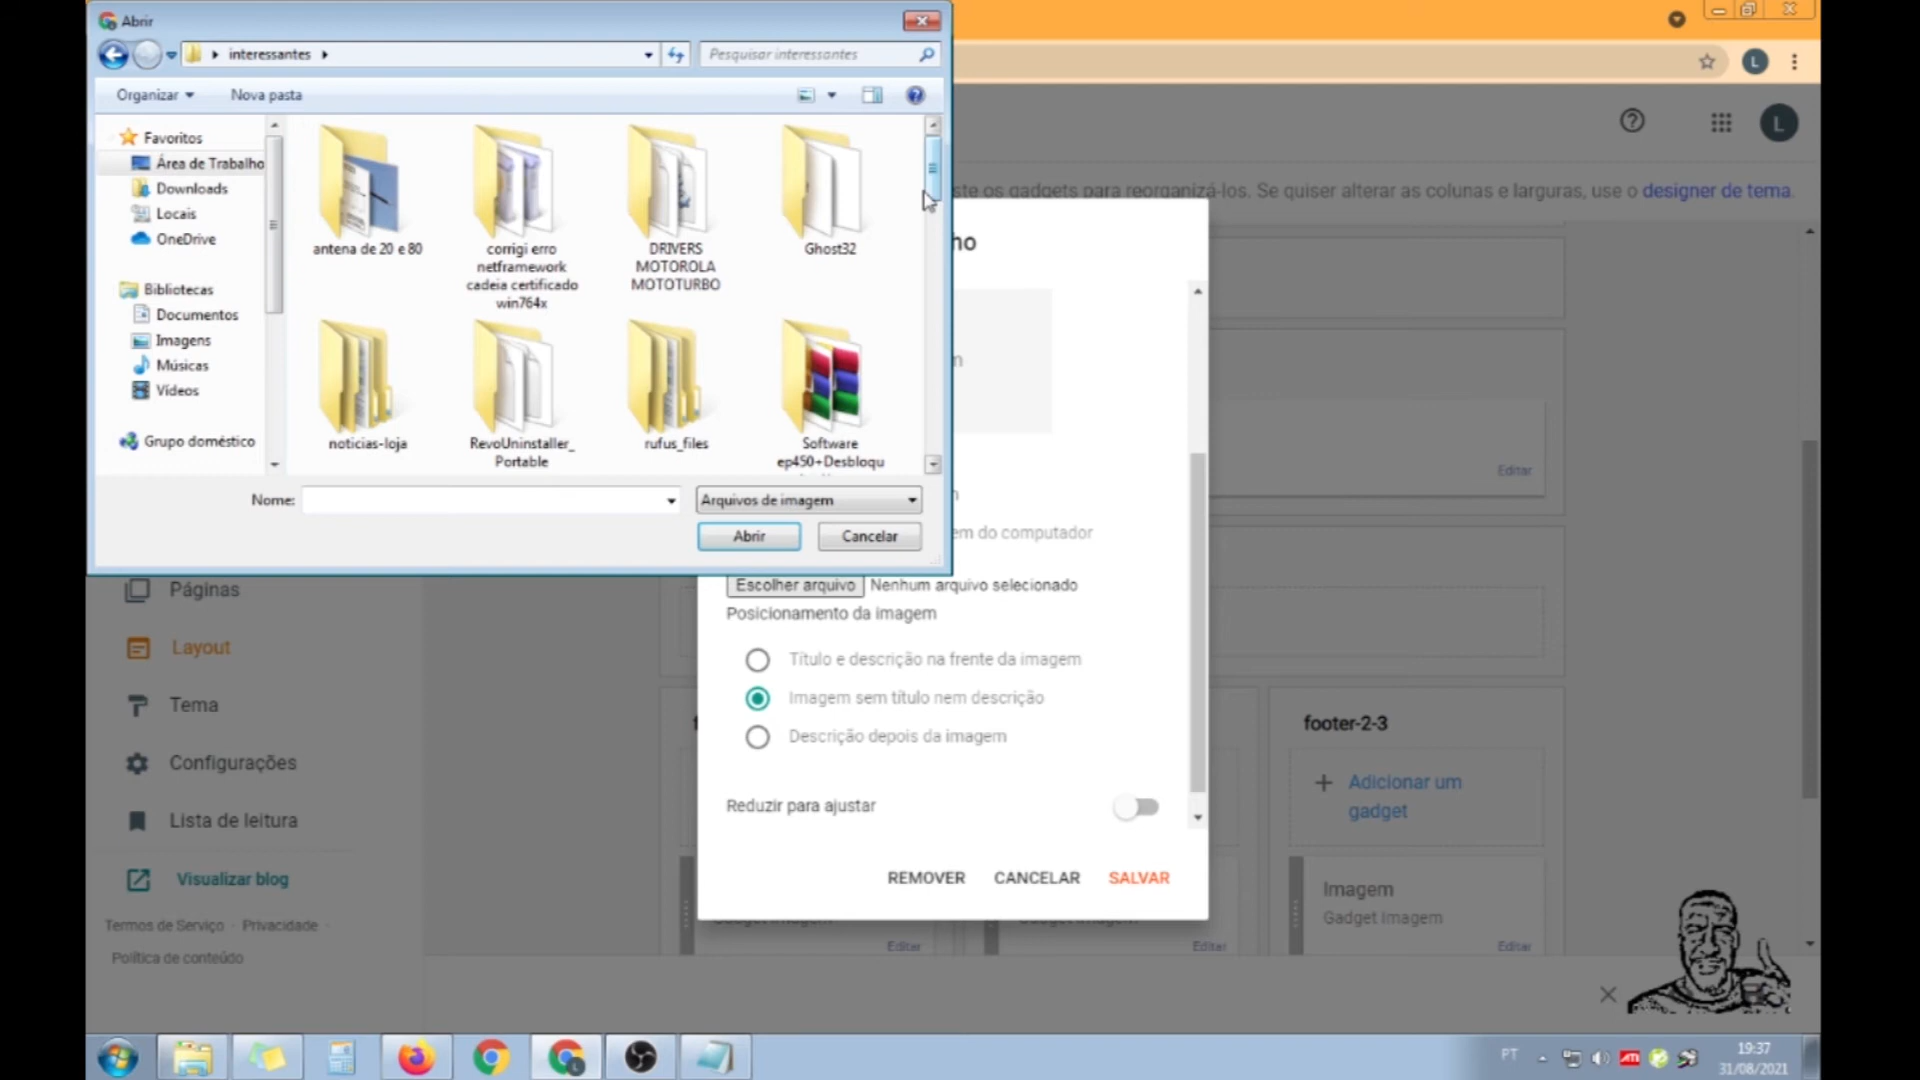 Abrir
interessantes
Pesquisar interessantes
Organizar
Nova pasta
Favoritos
Área de Trabalho
Downloads
Locais
OneDrive
Bibliotecas
Documentos
Imagens
Músicas
Vídeos
Grupo doméstico
antena de 20 e 80
corrigi erro
netframework
cadeia certificado
win764x
DRIVERS
MOTOROLA
MOTOTURBO
Ghost32
noticias-loja
RevoUninstaller_
Portable
rufus_files
Software
ep450+Desbloqu
Nome:
Arquivos de imagem
Abrir
Cancelar
L
L
ste os gadgets para reorganizá-los. Se quiser alterar as colunas e larguras, use o designer de tema.
ho
em do computador
Escolher arquivo Nenhum arquivo selecionado
Posicionamento da imagem
Título e descrição na frente da imagem
Imagem sem título nem descrição
Descrição depois da imagem
Reduzir para ajustar
REMOVER
CANCELAR
SALVAR
Editar
Páginas
Layout
Tema
Configurações
Lista de leitura
Visualizar blog
Termos de Serviço · Privacidade ·
Política de conteúdo
footer-2-3
Adicionar um
gadget
Imagem
Gadget Imagem
Editar
Editar
Editar
PT
ATI
19:37
31/08/2021